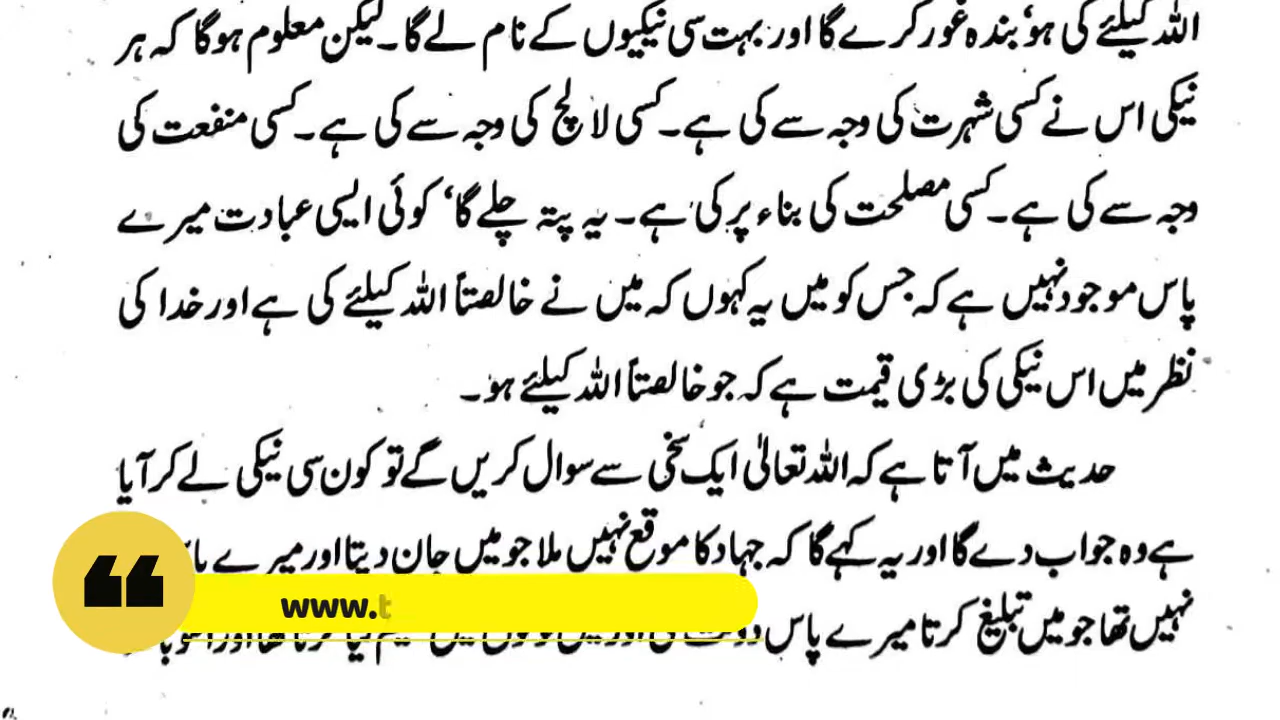 اللہ کیلئے کی ہو، بندہ غور کرے گا اور بہت سی نیکیوں کے نام لے گا۔ لیکن معلوم ہوگا کہ ہر
نیکی اس نے کسی شہرت کی وجہ سے کی ہے۔ کسی لالچ کی وجہ سے کی ہے۔ کسی منفعت کی
وجہ سے کی ہے۔ کسی مصلحت کی بناء پر کی ہے۔ یہ پتہ چلے گا، کوئی ایسی عبادت میرے
پاس موجود نہیں ہے کہ جس کو میں یہ کہوں کہ میں نے خالصتاً اللہ کیلئے کی ہے اور خدا کی
نظر میں اس نیکی کی بڑی قیمت ہے کہ جو خالصتاً اللہ کیلئے ہو۔
حدیث میں آتا ہے کہ اللہ تعالیٰ ایک سخی سے سوال کریں گے تو کون سی نیکی لے کر آیا
ہے وہ جواب دے گا اور یہ کہے گا کہ جہاد کا موقع نہیں ملا جو میں جان دیتا اور میرے
نہیں تھا جو میں تبلیغ کرتا میرے پاس
www.t